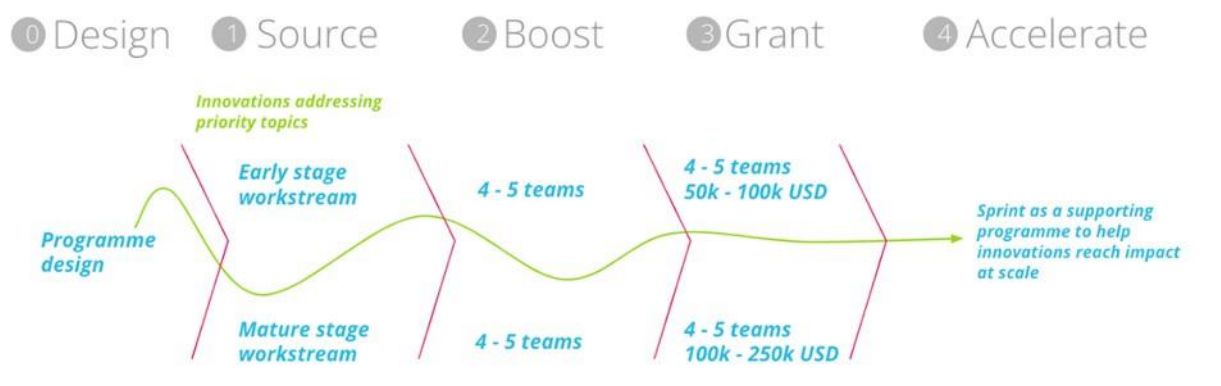 0 Design
1 Source
2 Boost
3 Grant
4 Accelerate
Innovations addressing
priority topics
Programme
design
Early stage
workstream
4 - 5 teams
4 - 5 teams
50k - 100k USD
Sprint as a supporting
programme to help
innovations reach impact
at scale
Mature stage
workstream
4 - 5 teams
4 - 5 teams
100k - 250k USD